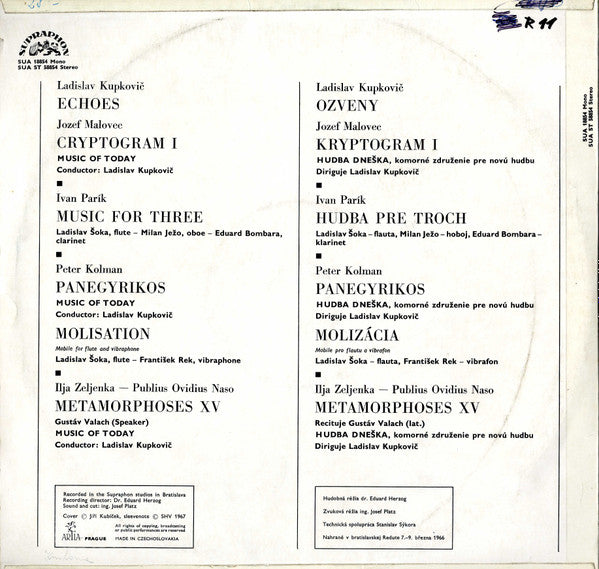 SUPRAPHON
SUA 18854 Mono
SUA ST 58854 Stereo
R 11
SUA 18854 Mono
SUA ST 58854 Stereo
Ladislav Kupkovič
ECHOES
Jozef Malovec
CRYPTOGRAM I
MUSIC OF TODAY
Conductor: Ladislav Kupkovič
Ivan Parík
MUSIC FOR THREE
Ladislav Šoka, flute – Milan Ježo, oboe – Eduard Bombara,
clarinet
Peter Kolman
PANEGYRIKOS
MUSIC OF TODAY
Conductor: Ladislav Kupkovič
MOLISATION
Mobile for flute and vibraphone
Ladislav Šoka, flute – František Rek, vibraphone
Ilja Zeljenka — Publius Ovidius Naso
METAMORPHOSES XV
Gustáv Valach (Speaker)
MUSIC OF TODAY
Conductor: Ladislav Kupkovič
Recorded in the Supraphon studios in Bratislava
Recording director: Dr. Eduard Herzog
Sound and cut: ing. Josef Platz
Cover © Jiří Kubíček, sleevenote © SHV 1967
ARTIA PRAGUE
All rights of copying, broadcasting
or public performances are reserved
MADE IN CZECHOSLOVAKIA
Ladislav Kupkovič
OZVENY
Jozef Malovec
KRYPTOGRAM I
HUDBA DNEŠKA, komorné združenie pre novú hudbu
Diriguje Ladislav Kupkovič
Ivan Parík
HUDBA PRE TROCH
Ladislav Šoka – flauta, Milan Ježo – hoboj, Eduard Bombara –
klarinet
Peter Kolman
PANEGYRIKOS
HUDBA DNEŠKA, komorné združenie pre novú hudbu
Diriguje Ladislav Kupkovič
MOLIZÁCIA
Mobile pro flautu a vibrafon
Ladislav Šoka – flauta, František Rek – vibrafon
Ilja Zeljenka — Publius Ovidius Naso
METAMORPHOSES XV
Recituje Gustáv Valach (lat.)
HUDBA DNEŠKA, komorné združenie pre novú hudbu
Diriguje Ladislav Kupkovič
Hudobná réžia dr. Eduard Herzog
Zvuková réžia ing. Josef Platz
Technická spolupráca Stanislav Sýkora
Nahrané v bratislavskej Redute 7.–9. března 1966